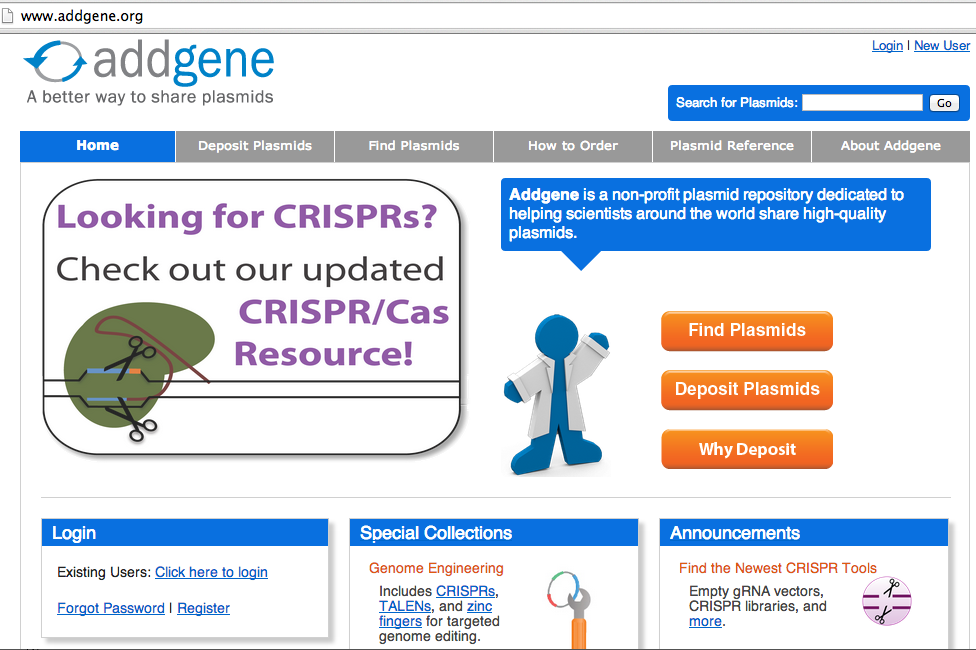 www.addgene.org
Login | New User
addgene
A better way to share plasmids
Search for Plasmids: Go
Home Deposit Plasmids Find Plasmids How to Order Plasmid Reference About Addgene
Looking for CRISPRs?
Check out our updated
CRISPR/Cas
Resource!
Addgene is a non-profit plasmid repository dedicated to
helping scientists around the world share high-quality
plasmids.
Find Plasmids
Deposit Plasmids
Why Deposit
Login
Existing Users: Click here to login
Forgot Password | Register
Special Collections
Genome Engineering
Includes CRISPRs,
TALENs, and zinc
fingers for targeted
genome editing.
Announcements
Find the Newest CRISPR Tools
Empty gRNA vectors,
CRISPR libraries, and
more.